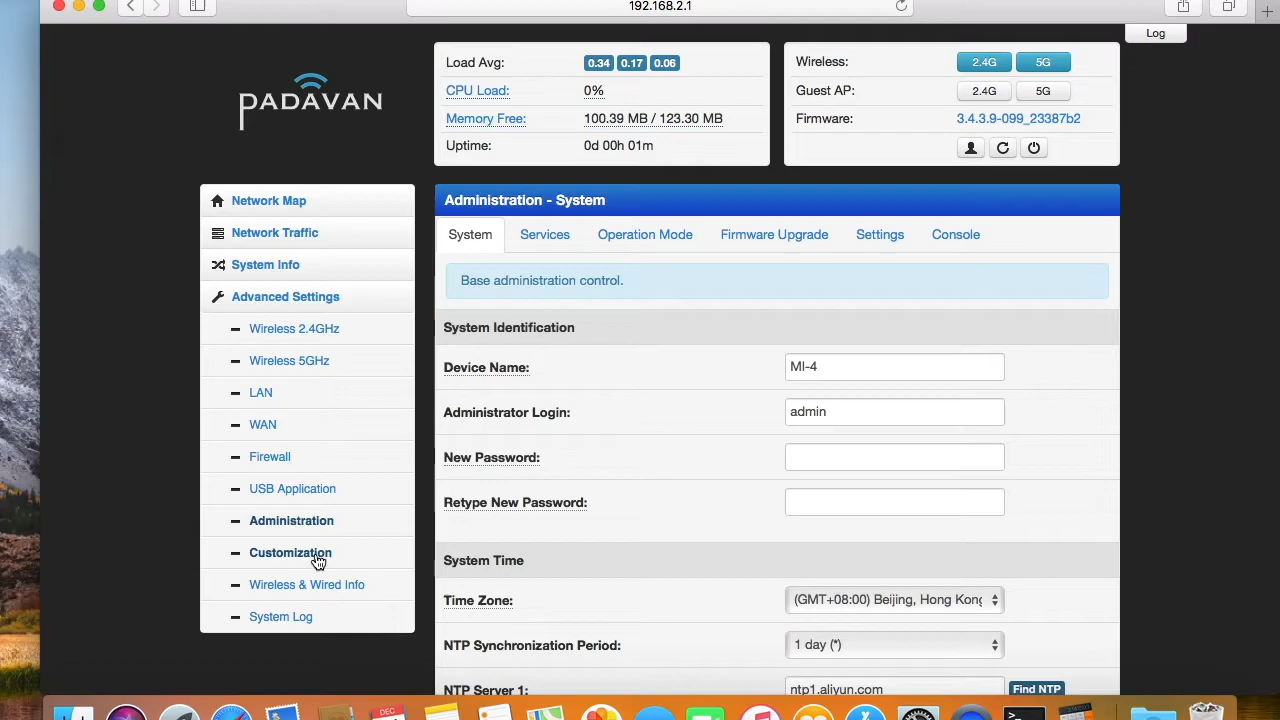 192.168.2.1
Log
PADAVAN
Load Avg: 0.34 0.17 0.06
CPU Load: 0%
Memory Free: 100.39 MB / 123.30 MB
Uptime: 0d 00h 01m
Wireless: 2.4G 5G
Guest AP: 2.4G 5G
Firmware: 3.4.3.9-099_23387b2
Network Map
Network Traffic
System Info
Advanced Settings
Wireless 2.4GHz
Wireless 5GHz
LAN
WAN
Firewall
USB Application
Administration
Customization
Wireless & Wired Info
System Log
Administration - System
System Services Operation Mode Firmware Upgrade Settings Console
Base administration control.
System Identification
Device Name: MI-4
Administrator Login: admin
New Password:
Retype New Password:
System Time
Time Zone: (GMT+08:00) Beijing, Hong Kong
NTP Synchronization Period: 1 day (*)
NTP Server 1: ntp1.aliyun.com Find NTP
DEC